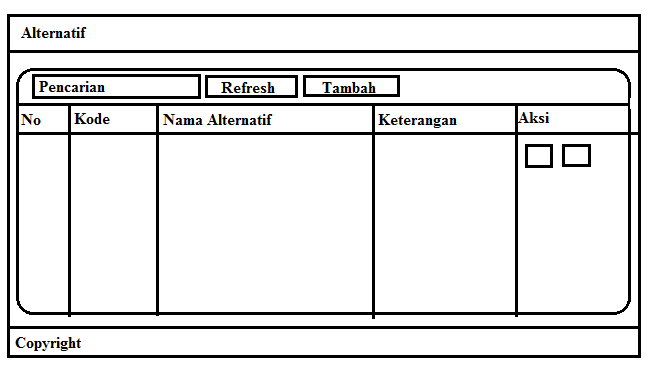 Alternatif
Pencarian Refresh Tambah
No Kode Nama Alternatif Keterangan Aksi
Copyright